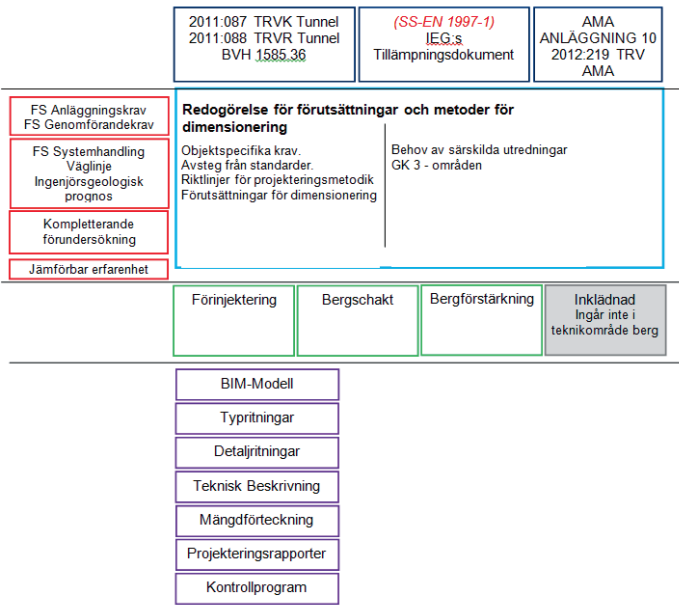 2011:087 TRVK Tunnel
2011:088 TRVR Tunnel
BVH 1585.36
(SS-EN 1997-1)
IEG:s
Tillämpningsdokument
AMA
ANLÄGGNING 10
2012:219 TRV
AMA
FS Anläggningskrav
FS Genomförandekrav
FS Systemhandling
Väglinje
Ingenjörsgeologisk
prognos
Kompletterande
förundersökning
Jämförbar erfarenhet
Redogörelse för förutsättningar och metoder för
dimensionering
Objektspecifika krav.
Avsteg från standarder.
Riktlinjer för projekteringsmetodik
Förutsättningar för dimensionering
Behov av särskilda utredningar
GK 3 - områden
Förinjektering
Bergschakt
Bergförstärkning
Inklädnad
Ingår inte i
teknikområde berg
BIM-Modell
Typritningar
Detaljritningar
Teknisk Beskrivning
Mängdförteckning
Projekteringsrapporter
Kontrollprogram